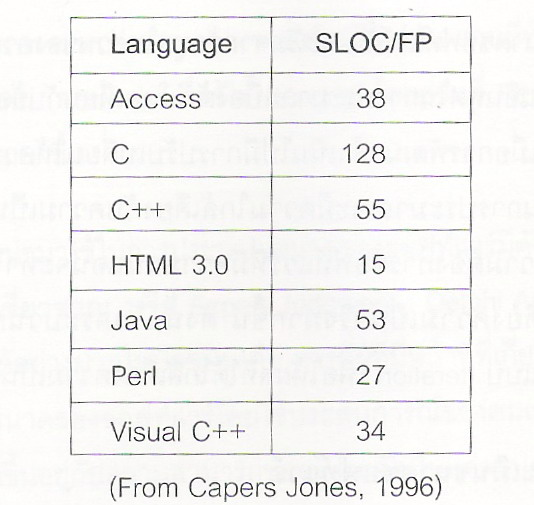 Language SLOC/FP
Access 38
C 128
C++ 55
HTML 3.0 15
Java 53
Perl 27
Visual C++ 34
(From Capers Jones, 1996)